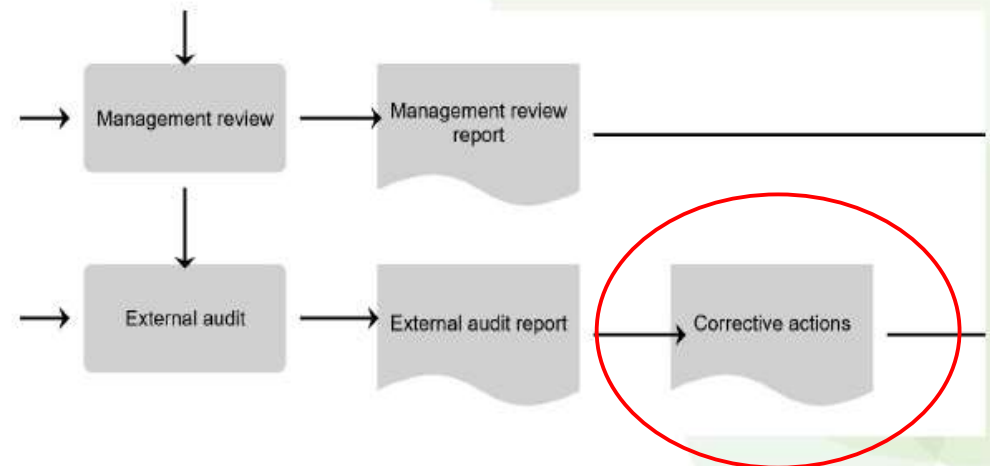 Management review
Management review
report
External audit
External audit report
Corrective actions